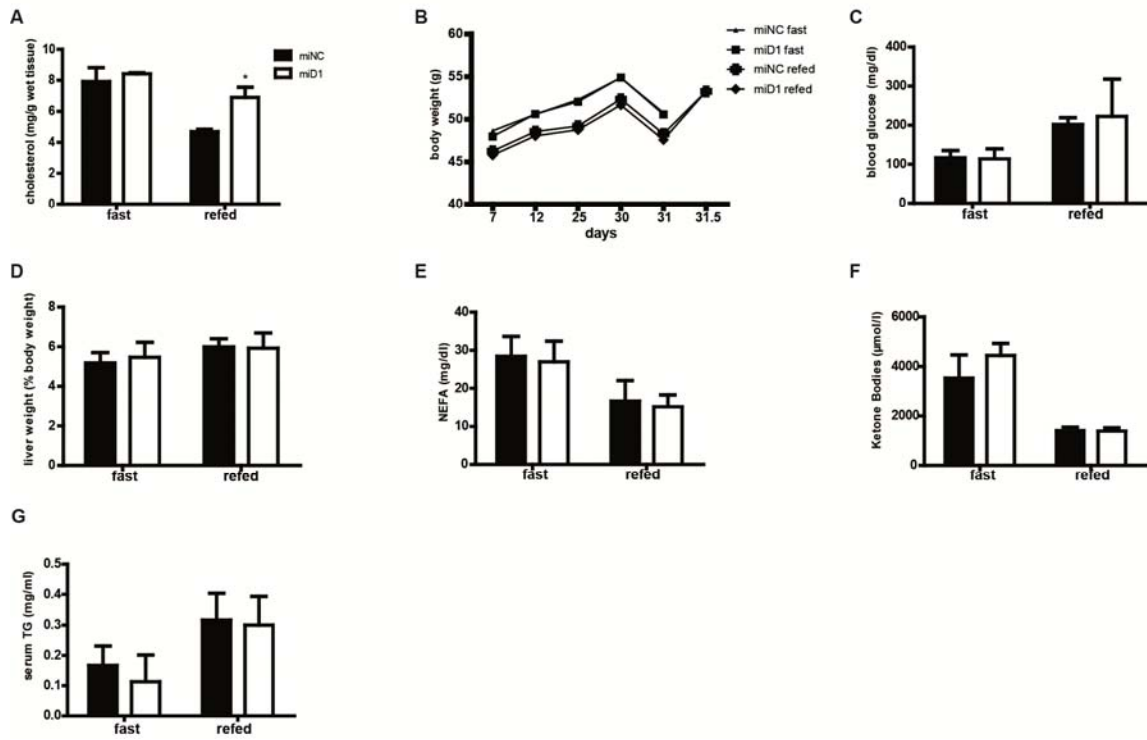 A
cholesterol (mg/g wet tissue)
10
8
6
4
2
0
*
fast
refed
miNC
miD1
B
body weight (g)
60
55
50
45
40
7
12
25
30
31
31.5
days
miNC fast
miD1 fast
miNC refed
miD1 refed
C
blood glucose (mg/dl)
400
300
200
100
0
fast
refed
D
liver weight (% body weight)
8
6
4
2
0
fast
refed
E
NEFA (mg/dl)
40
30
20
10
0
fast
refed
F
Ketone Bodies (µmol/l)
6000
4000
2000
0
fast
refed
G
serum TG (mg/ml)
0.5
0.4
0.3
0.2
0.1
0.0
fast
refed